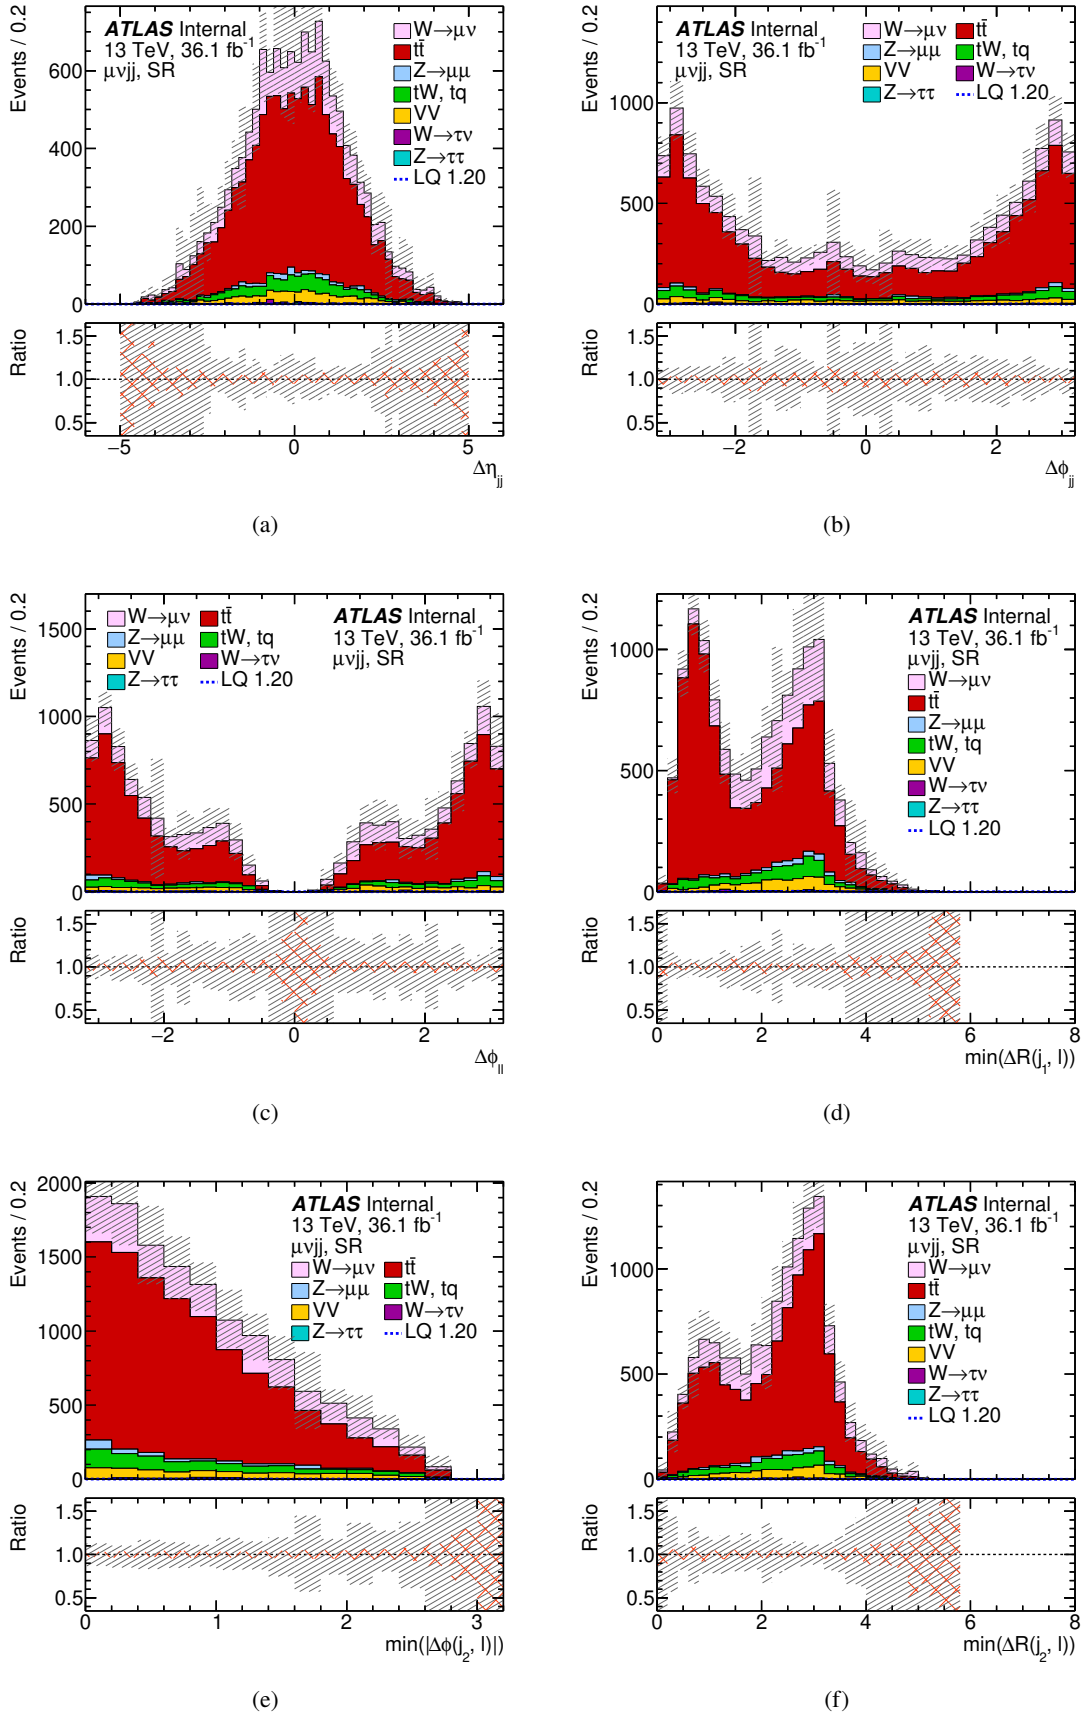 Events / 0.2
600
400
200
0
ATLAS Internal
13 TeV, 36.1 fb⁻¹
μνjj, SR
W→μν
tt̄
Z→μμ
tW, tq
VV
W→τν
Z→ττ
LQ 1.20
Ratio
1.5
1.0
0.5
−5 0 5
Δη_jj
(a)
Events / 0.2
1000
500
0
ATLAS Internal
13 TeV, 36.1 fb⁻¹
μνjj, SR
W→μν tt̄
Z→μμ tW, tq
VV W→τν
Z→ττ LQ 1.20
Ratio
1.5
1.0
0.5
−2 0 2
Δϕ_jj
(b)
Events / 0.2
1500
1000
500
0
W→μν tt̄
Z→μμ tW, tq
VV W→τν
Z→ττ LQ 1.20
ATLAS Internal
13 TeV, 36.1 fb⁻¹
μνjj, SR
Ratio
1.5
1.0
0.5
−2 0 2
Δϕ_ll
(c)
Events / 0.2
1000
500
0
ATLAS Internal
13 TeV, 36.1 fb⁻¹
μνjj, SR
W→μν
tt̄
Z→μμ
tW, tq
VV
W→τν
Z→ττ
LQ 1.20
Ratio
1.5
1.0
0.5
0 2 4 6 8
min(ΔR(j₁, l))
(d)
Events / 0.2
2000
1500
1000
500
0
ATLAS Internal
13 TeV, 36.1 fb⁻¹
μνjj, SR
W→μν tt̄
Z→μμ tW, tq
VV W→τν
Z→ττ LQ 1.20
Ratio
1.5
1.0
0.5
0 1 2 3
min(|Δϕ(j₂, l)|)
(e)
Events / 0.2
1000
500
0
ATLAS Internal
13 TeV, 36.1 fb⁻¹
μνjj, SR
W→μν
tt̄
Z→μμ
tW, tq
VV
W→τν
Z→ττ
LQ 1.20
Ratio
1.5
1.0
0.5
0 2 4 6 8
min(ΔR(j₂, l))
(f)